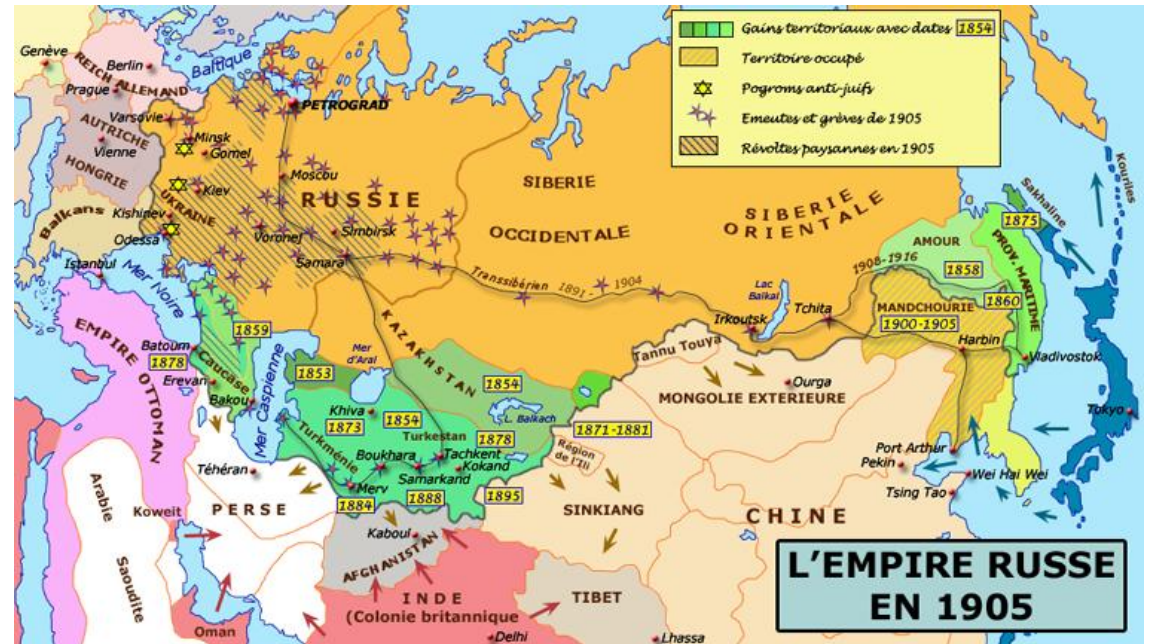 Gains territoriaux avec dates 1854
Territoire occupé
Pogroms anti-juifs
Emeutes et grèves de 1905
Révoltes paysannes en 1905
Genève
Berlin
Baltique
REICH ALLEMAND
Prague
PETROGRAD
Varsovie
AUTRICHE
HONGRIE
Vienne
Minsk
Gomel
Moscou
Kiev
RUSSIE
SIBERIE
OCCIDENTALE
SIBERIE
ORIENTALE
Kouriles
Sakhaline
1875
Balkans
Kishinev
UKRAINE
Odessa
Voronej
Simbirsk
Samara
AMOUR
1858
PROV. MARITIME
Istanbul
Mer Noire
Transsibérien 1891-1904
1908-1916
Lac
Baïkal
Irkoutsk
Tchita
1860
MANDCHOURIE
1900-1905
Harbin
Vladivostok
EMPIRE OTTOMAN
1859
Batoum
1878
Caucase
Erevan
Bakou
Mer Caspienne
Mer
d'Aral
KAZAKHSTAN
1853
1854
Tannu Touya
Ourga
MONGOLIE EXTERIEURE
Tokyo
Khiva
1873
1854
L. Balkach
1878
1871-1881
Turkménie
Turkestan
Boukhara
Tachkent
Kokand
Samarkand
Région
de l'Ili
Port Arthur
Pekin
Wei Hai Wei
Tsing Tao
Téhéran
Merv
1884
1888
1895
Arabie
Saoudite
Koweit
PERSE
Kaboul
AFGHANISTAN
SINKIANG
CHINE
INDE
(Colonie britannique
TIBET
Oman
Delhi
Lhassa
L'EMPIRE RUSSE
EN 1905